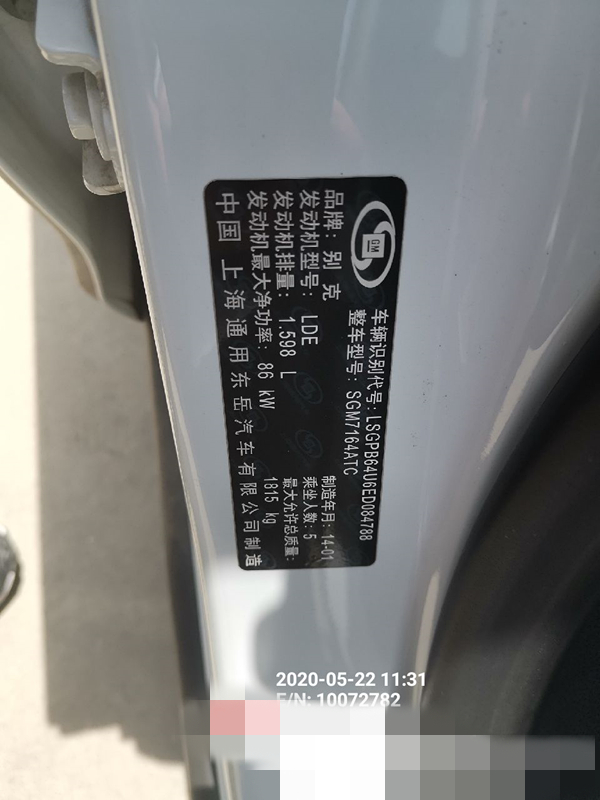 GM
车辆识别代号: LSGPB64U6ED084788
整车型号: SGM7164ATC
品牌: 别克
制造年月: 14-01
发动机型号: LDE
乘坐人数: 5
发动机排量: 1.598 L
最大允许总质量:
发动机最大净功率: 86 kW
1815 kg
中国 上海通用东岳汽车有限公司制造
2020-05-22 11:31
E/N: 10072782